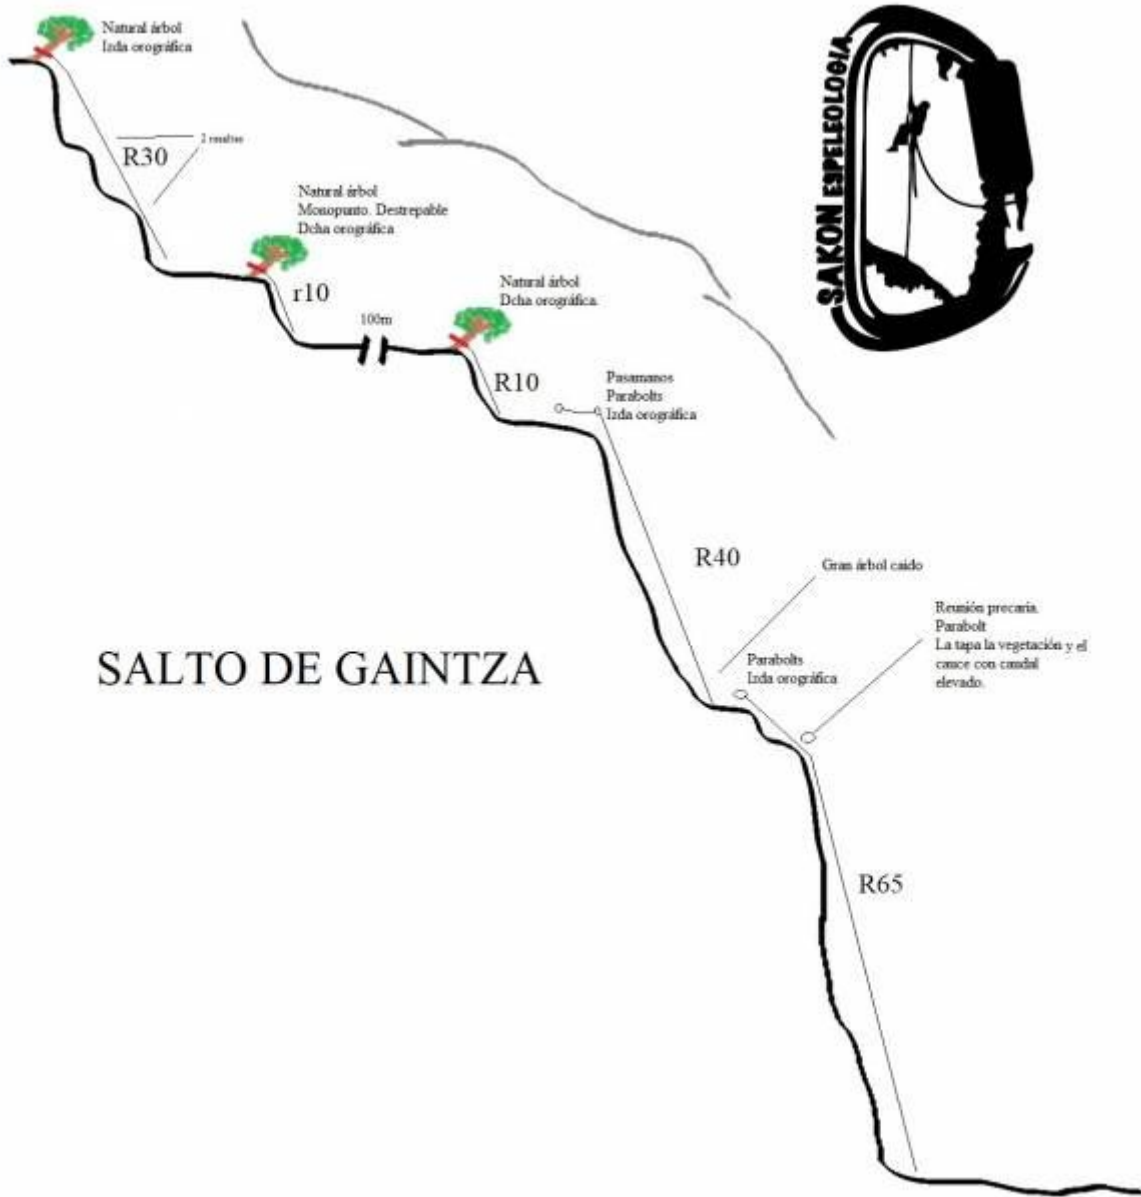 Natural árbol
Izda orográfica
2 resaltes
R30
Natural árbol
Monopunto. Destrepable
Dcha orográfica
r10
100m
Natural árbol
Dcha orográfica
R10
Pasamanos
Parabolts
Izda orográfica
R40
Gran árbol caido
Reunión precaria.
Parabolt
La tapa la vegetación y el
cauce con caudal
elevado.
Parabolts
Izda orográfica
SALTO DE GAINTZA
R65
SAKON ESPELEOLOGIA